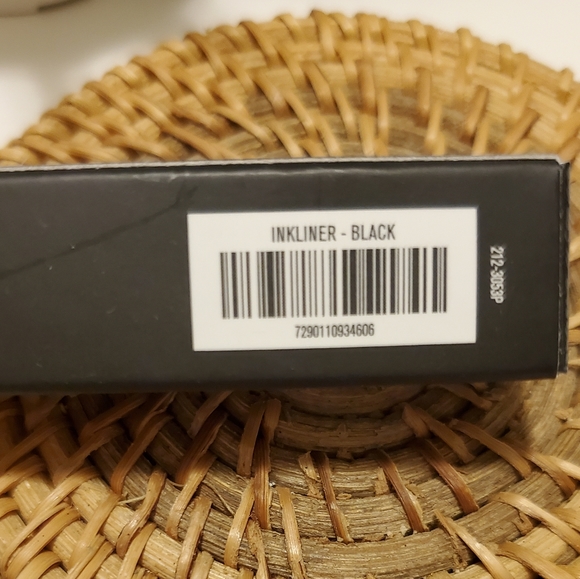 INKLINER - BLACK
7290110934606
212-3053P